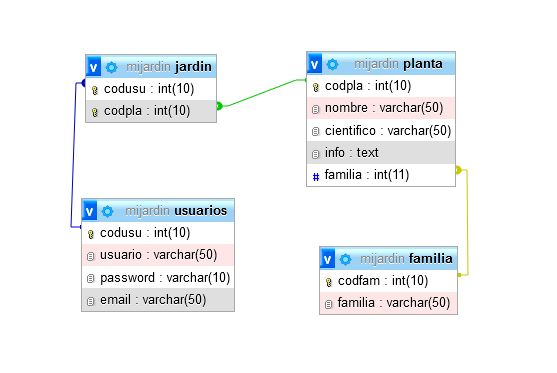 v mijardin jardin
codusu : int(10)
codpla : int(10)
v mijardin planta
codpla : int(10)
nombre : varchar(50)
cientifico : varchar(50)
info : text
# familia : int(11)
v mijardin usuarios
codusu : int(10)
usuario : varchar(50)
password : varchar(10)
email : varchar(50)
v mijardin familia
codfam : int(10)
familia : varchar(50)